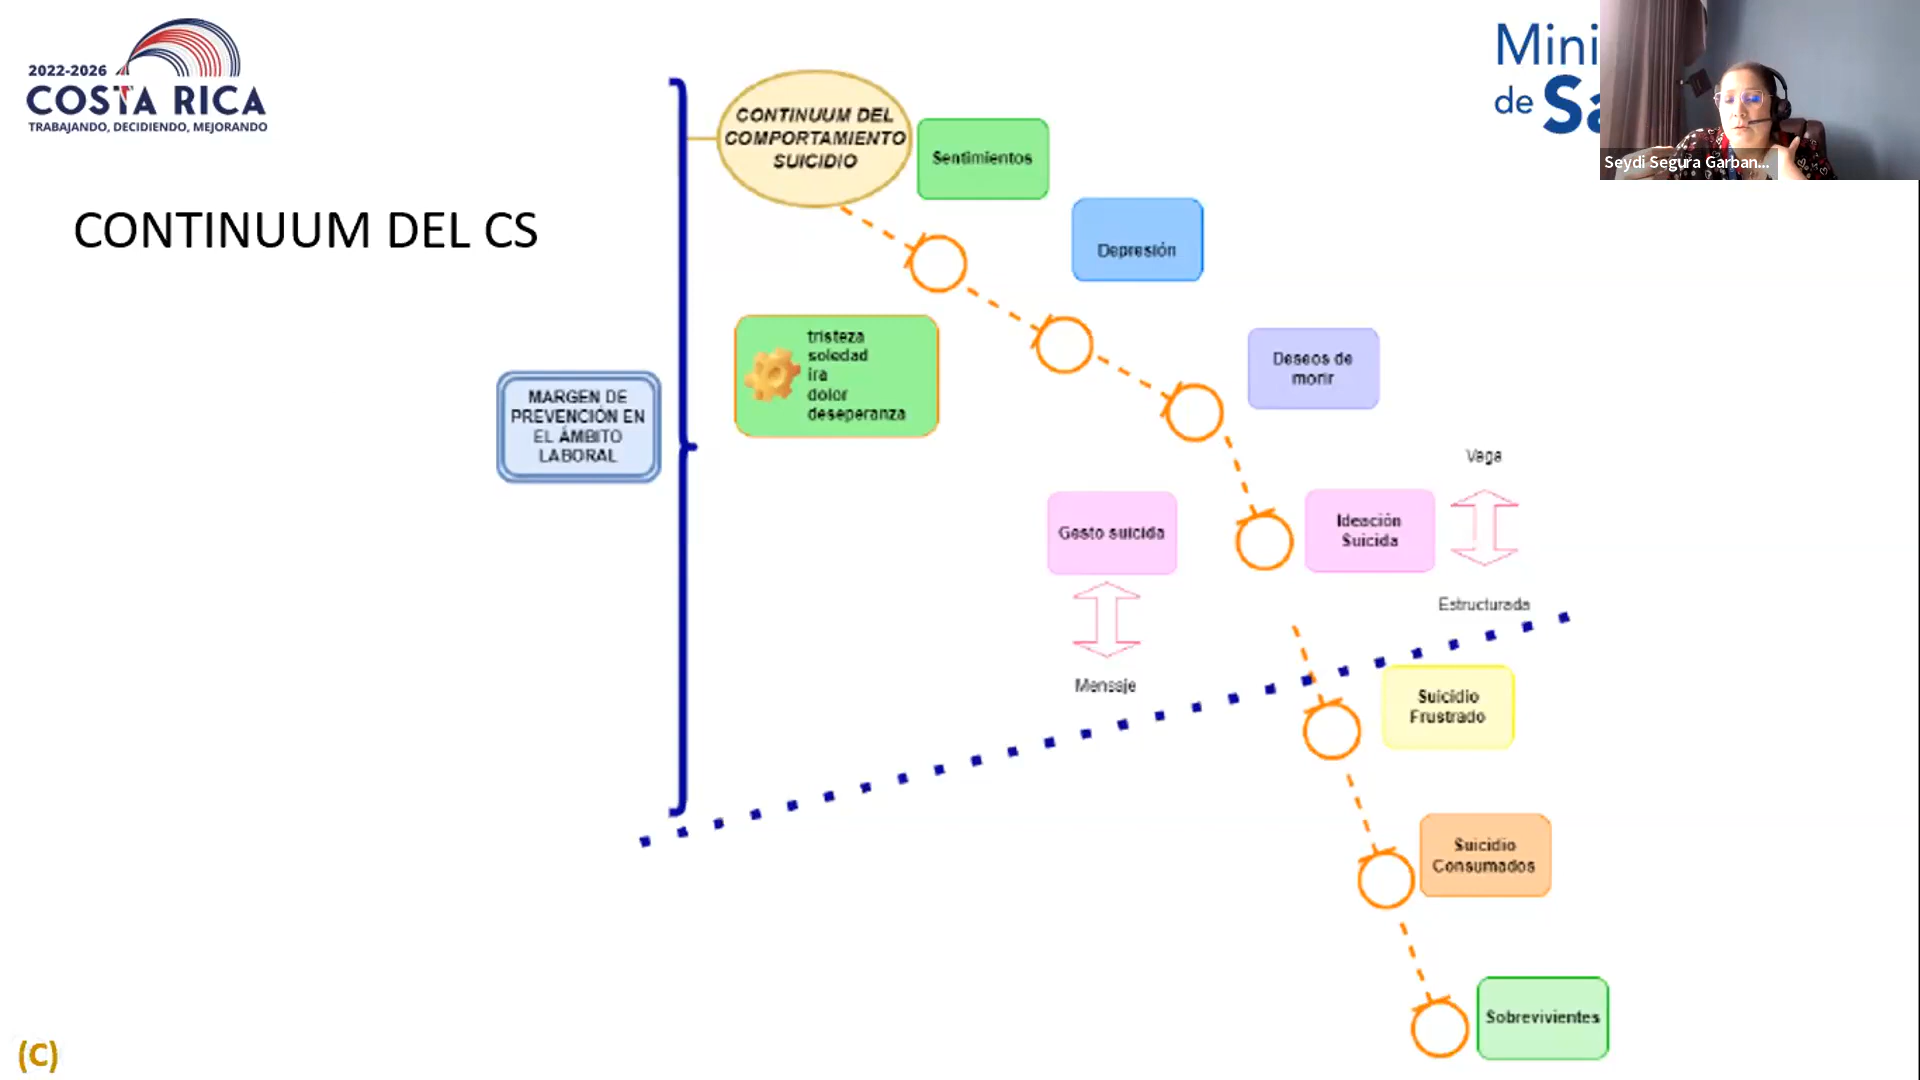 2022-2026
COSTA RICA
TRABAJANDO, DECIDIENDO, MEJORANDO
Mini
de Sa
Seydi Segura Garban...
CONTINUUM DEL CS
CONTINUUM DEL
COMPORTAMIENTO
SUICIDIO
Sentimientos
Depresión
tristeza
soledad
ira
dolor
deseperanza
Deseos de
morir
MARGEN DE
PREVENCIÓN EN
EL ÁMBITO
LABORAL
Vaga
Gesto suicida
Ideación
Suicida
Estructurada
Mensaje
Suicidio
Frustrado
Suicidio
Consumados
Sobrevivientes
(C)